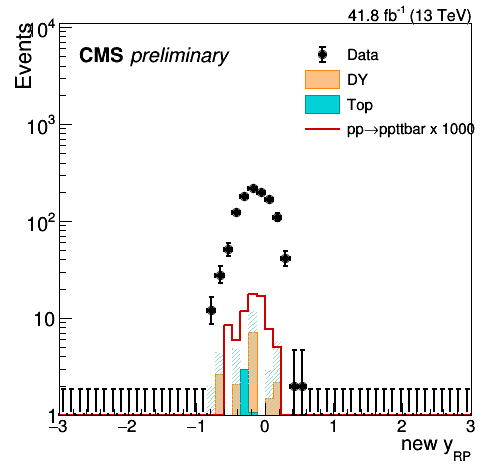 41.8 fb⁻¹ (13 TeV)
Events
10⁴
CMS preliminary
Data
DY
Top
pp→ppttbar x 1000
10³
10²
10
1
−3 −2 −1 0 1 2 3
new y_RP